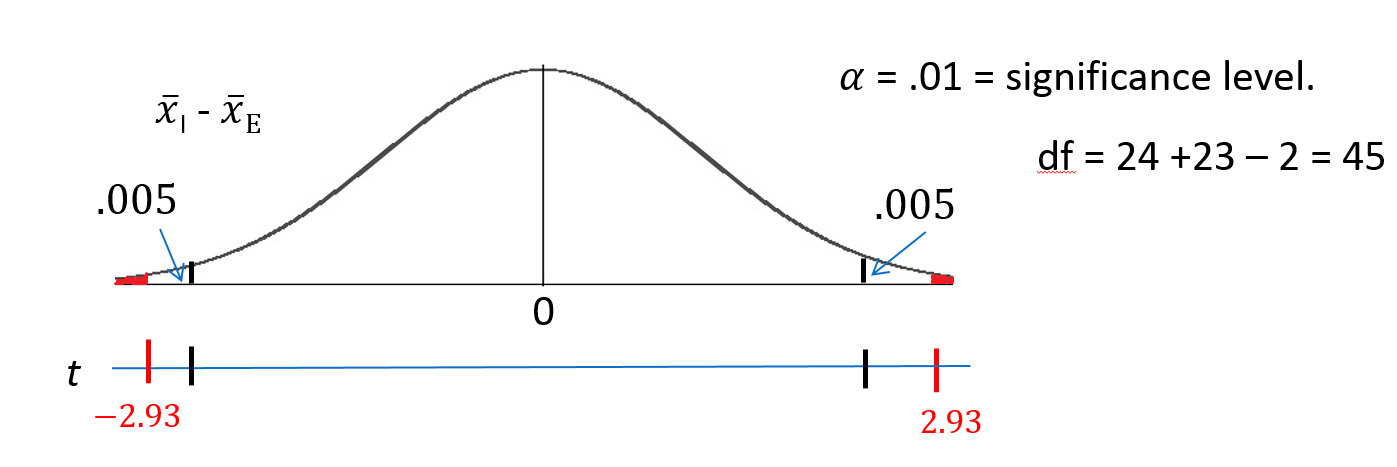 α = .01 = significance level.
x̄I - x̄E
df = 24 +23 – 2 = 45
.005
.005
0
t
−2.93
2.93